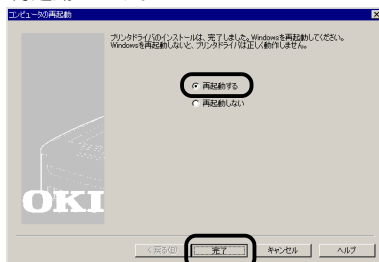 コンピュータの再起動
プリンタドライバのインストールは、完了しました。Windowsを再起動してください。
Windowsを再起動しないと、プリンタドライバは正しく動作しません。
再起動する
再起動しない
OKI
< 戻る(B)
完了
キャンセル
ヘルプ